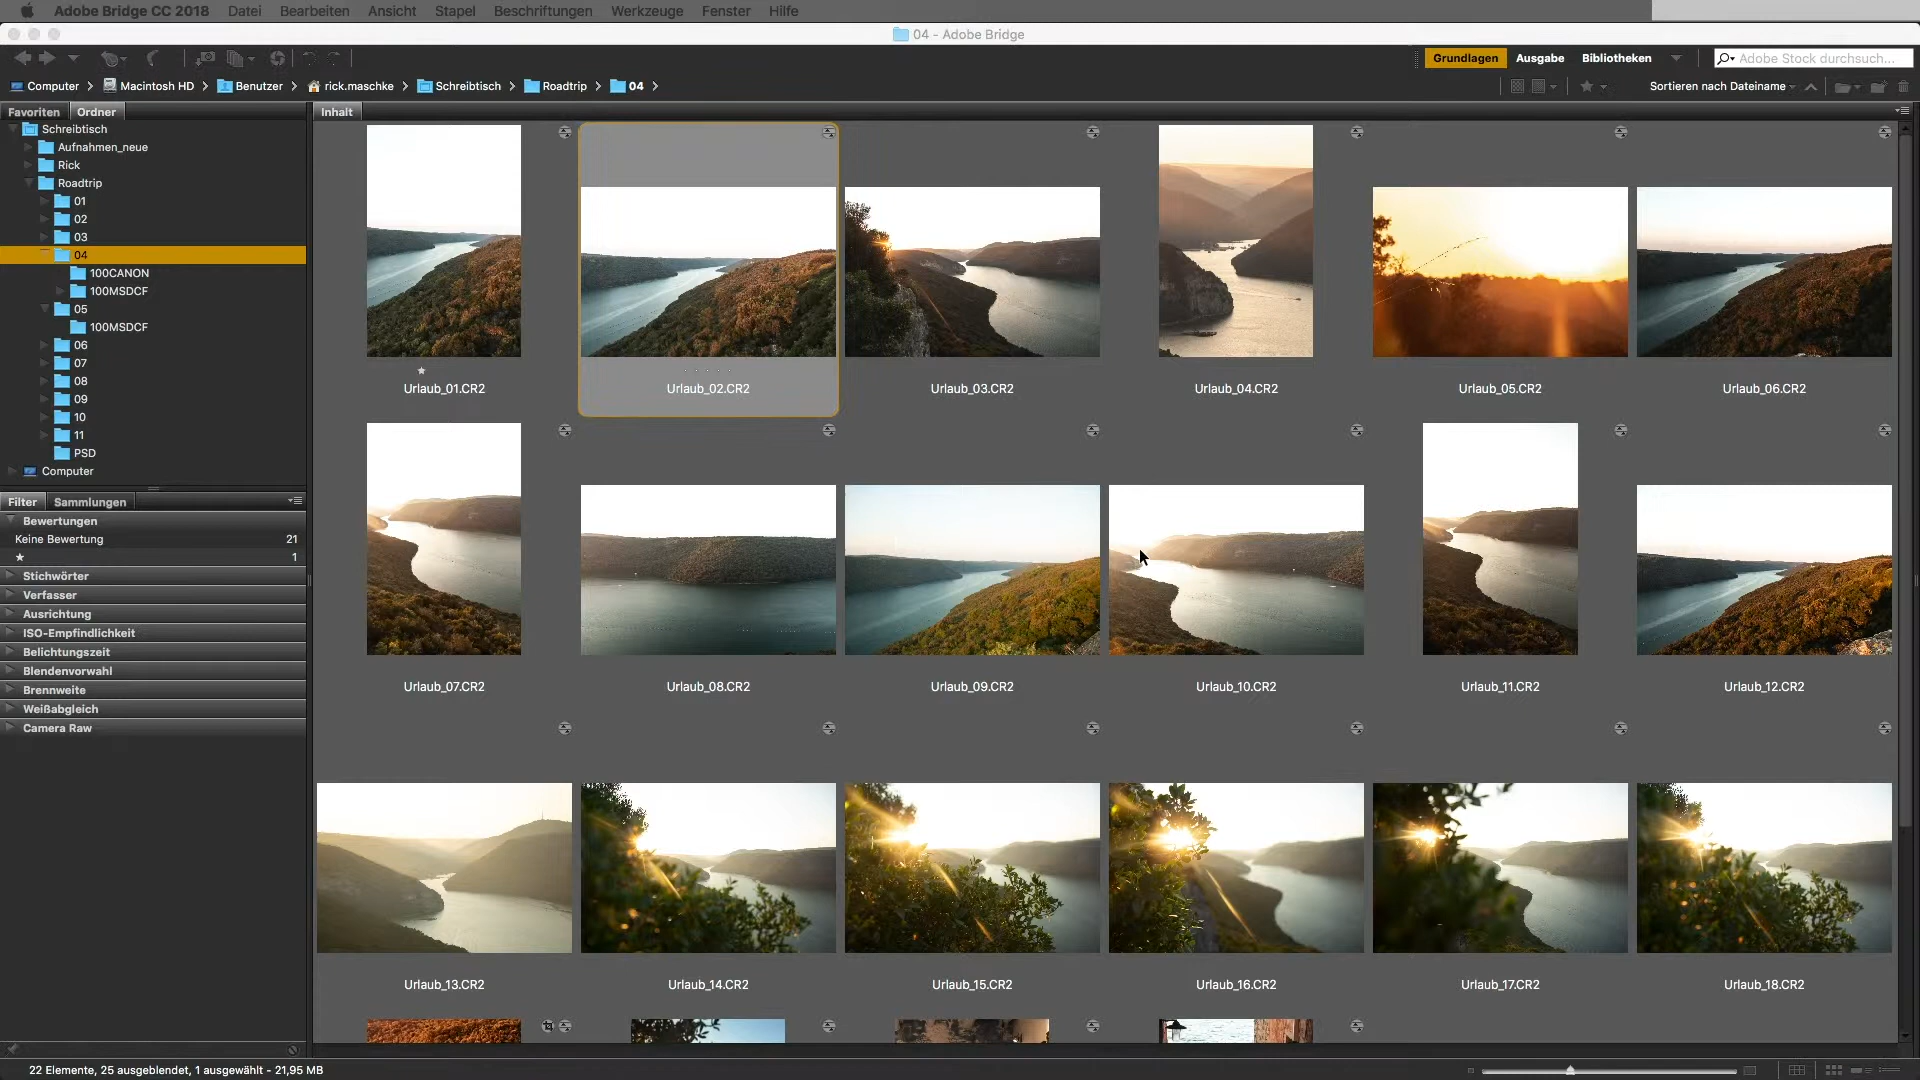 Adobe Bridge CC 2018 Datei Bearbeiten Ansicht Stapel Beschriftungen Werkzeuge Fenster Hilfe
04 - Adobe Bridge
Grundlagen Ausgabe Bibliotheken Adobe Stock durchsuch...
Computer Macintosh HD Benutzer rick.maschke Schreibtisch Roadtrip 04 Sortieren nach Dateiname
Favoriten Ordner
Schreibtisch
Aufnahmen_neue
Rick
Roadtrip
01
02
03
04
100CANON
100MSDCF
05
100MSDCF
06
07
08
09
10
11
PSD
Computer
Filter Sammlungen
Bewertungen
Keine Bewertung 21
★ 1
Stichwörter
Verfasser
Ausrichtung
ISO-Empfindlichkeit
Belichtungszeit
Blendenvorwahl
Brennweite
Weißabgleich
Camera Raw
Inhalt
Urlaub_01.CR2 Urlaub_02.CR2 Urlaub_03.CR2 Urlaub_04.CR2 Urlaub_05.CR2 Urlaub_06.CR2
Urlaub_07.CR2 Urlaub_08.CR2 Urlaub_09.CR2 Urlaub_10.CR2 Urlaub_11.CR2 Urlaub_12.CR2
Urlaub_13.CR2 Urlaub_14.CR2 Urlaub_15.CR2 Urlaub_16.CR2 Urlaub_17.CR2 Urlaub_18.CR2
22 Elemente, 25 ausgeblendet, 1 ausgewählt - 21,95 MB